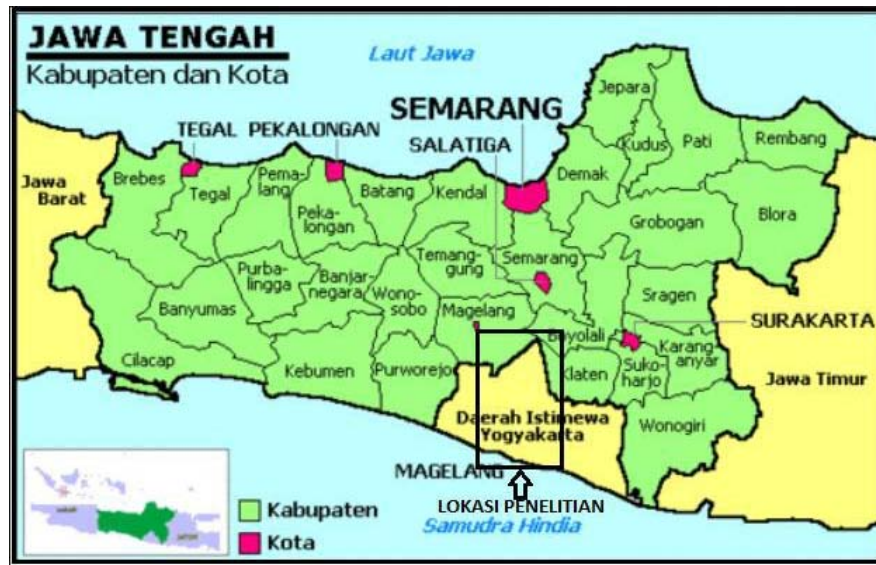 JAWA TENGAH
Kabupaten dan Kota
Laut Jawa
SEMARANG
TEGAL PEKALONGAN
SALATIGA
Jepara
Kudus
Pati
Rembang
Demak
Jawa
Barat
Brebes
Tegal
Pema-
lang
Peka-
longan
Batang
Kendal
Grobogan
Blora
Temang-
gung
Semarang
Purba-
lingga
Banjar-
negara
Wono-
sobo
Banyumas
Magelang
Sragen
SURAKARTA
Boyolali
Karang-
anyar
Cilacap
Kebumen
Purworejo
Klaten
Suko-
harjo
Jawa Timur
Daerah Istimewa
Yogyakarta
Wonogiri
MAGELANG
LOKASI PENELITIAN
Samudra Hindia
Kabupaten
Kota